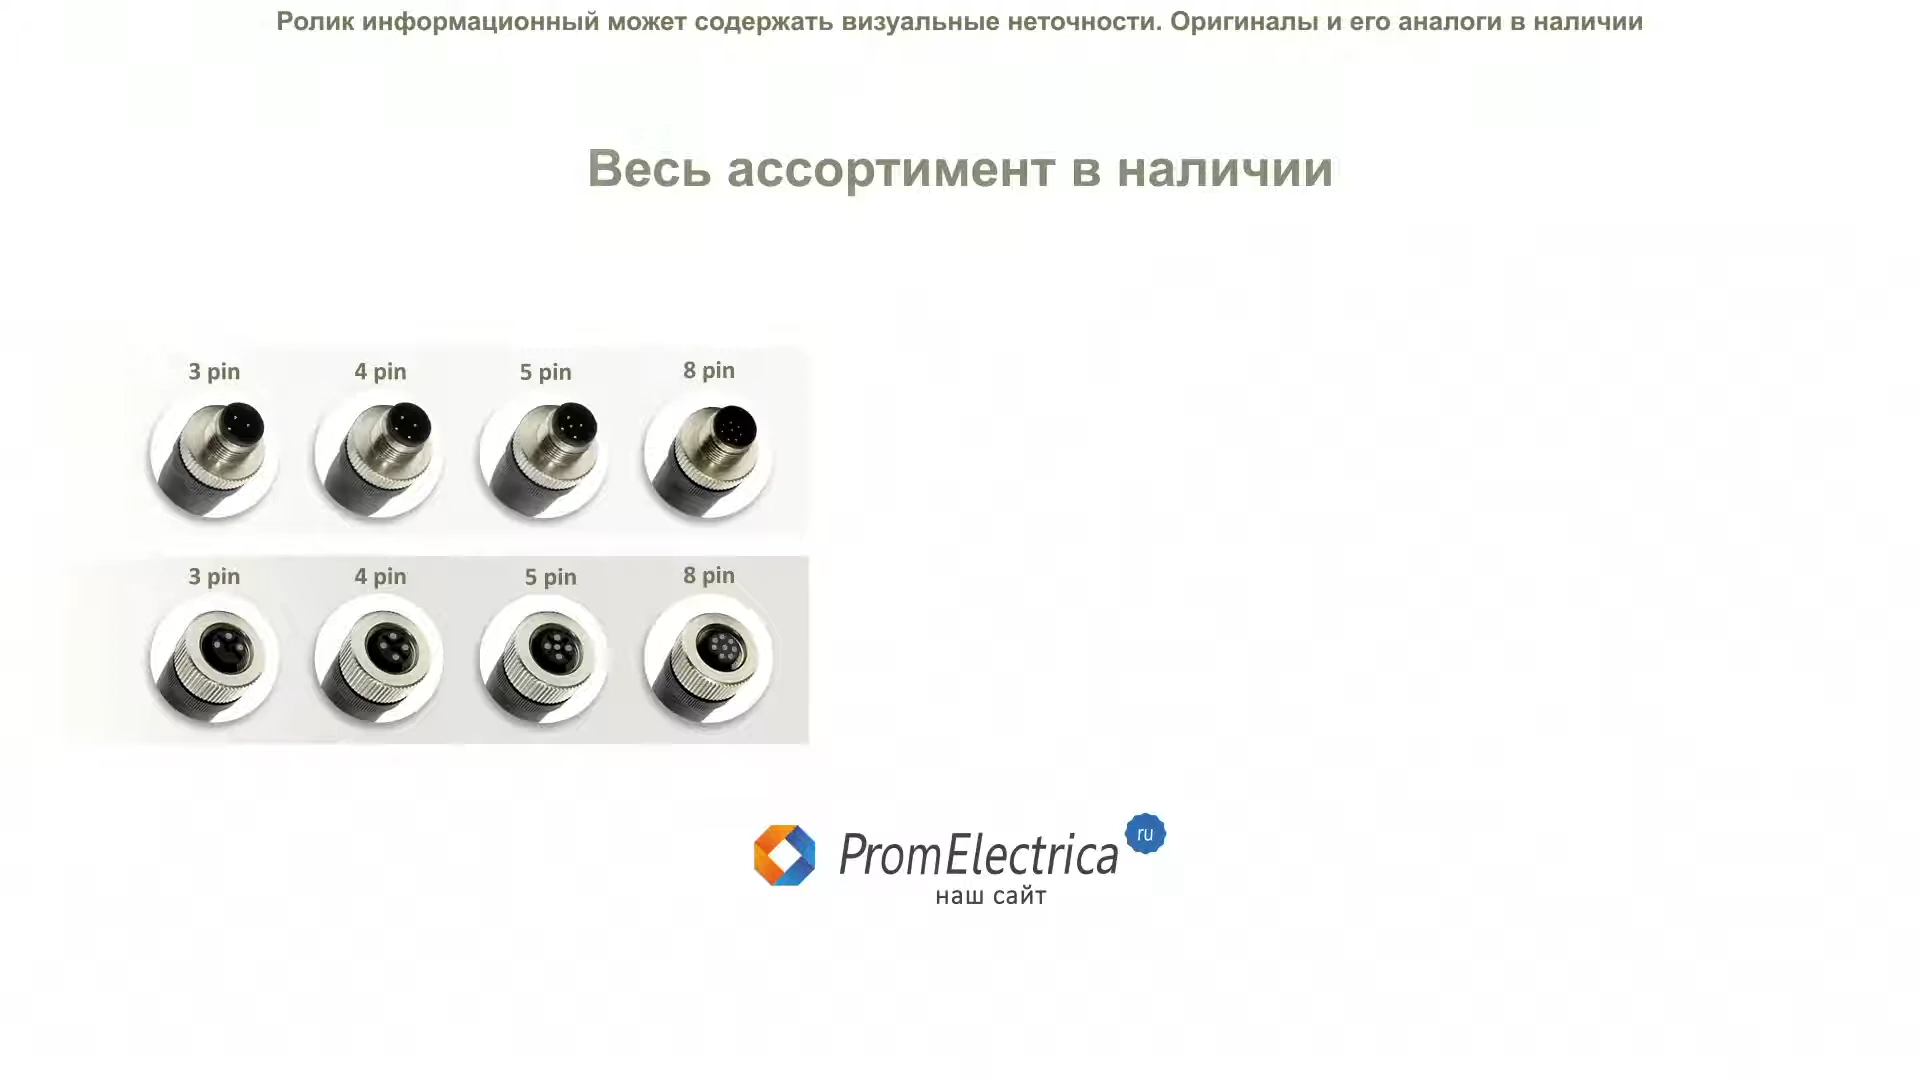 Ролик информационный может содержать визуальные неточности. Оригиналы и его аналоги в наличии
Весь ассортимент в наличии
3 pin 4 pin 5 pin 8 pin
3 pin 4 pin 5 pin 8 pin
PromElectrica ru
наш сайт